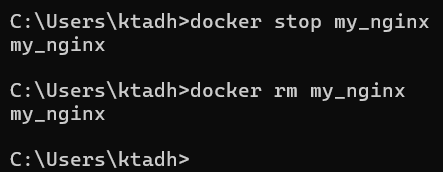 C:\Users\ktadh>docker stop my_nginx
my_nginx
C:\Users\ktadh>docker rm my_nginx
my_nginx
C:\Users\ktadh>